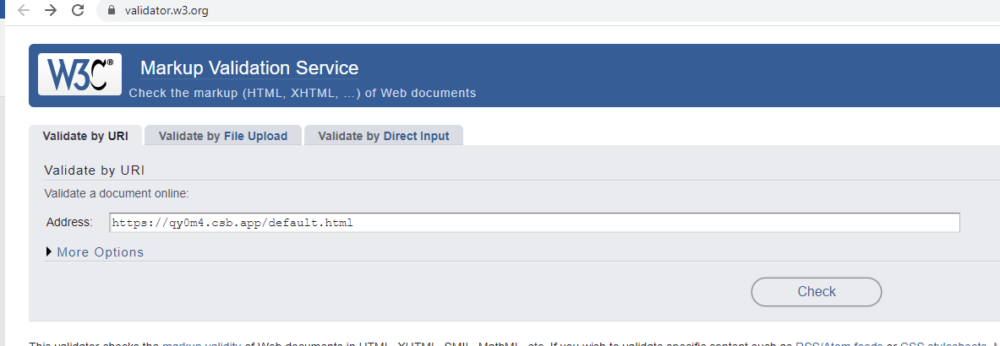 validator.w3.org
W3C®
Markup Validation Service
Check the markup (HTML, XHTML, …) of Web documents
Validate by URI Validate by File Upload Validate by Direct Input
Validate by URI
Validate a document online:
Address: https://qy0m4.csb.app/default.html
More Options
Check
This validator checks the markup validity of Web documents in HTML, XHTML, SMIL, MathML, etc. If you wish to validate specific content such as RSS/Atom feeds or CSS stylesheets,